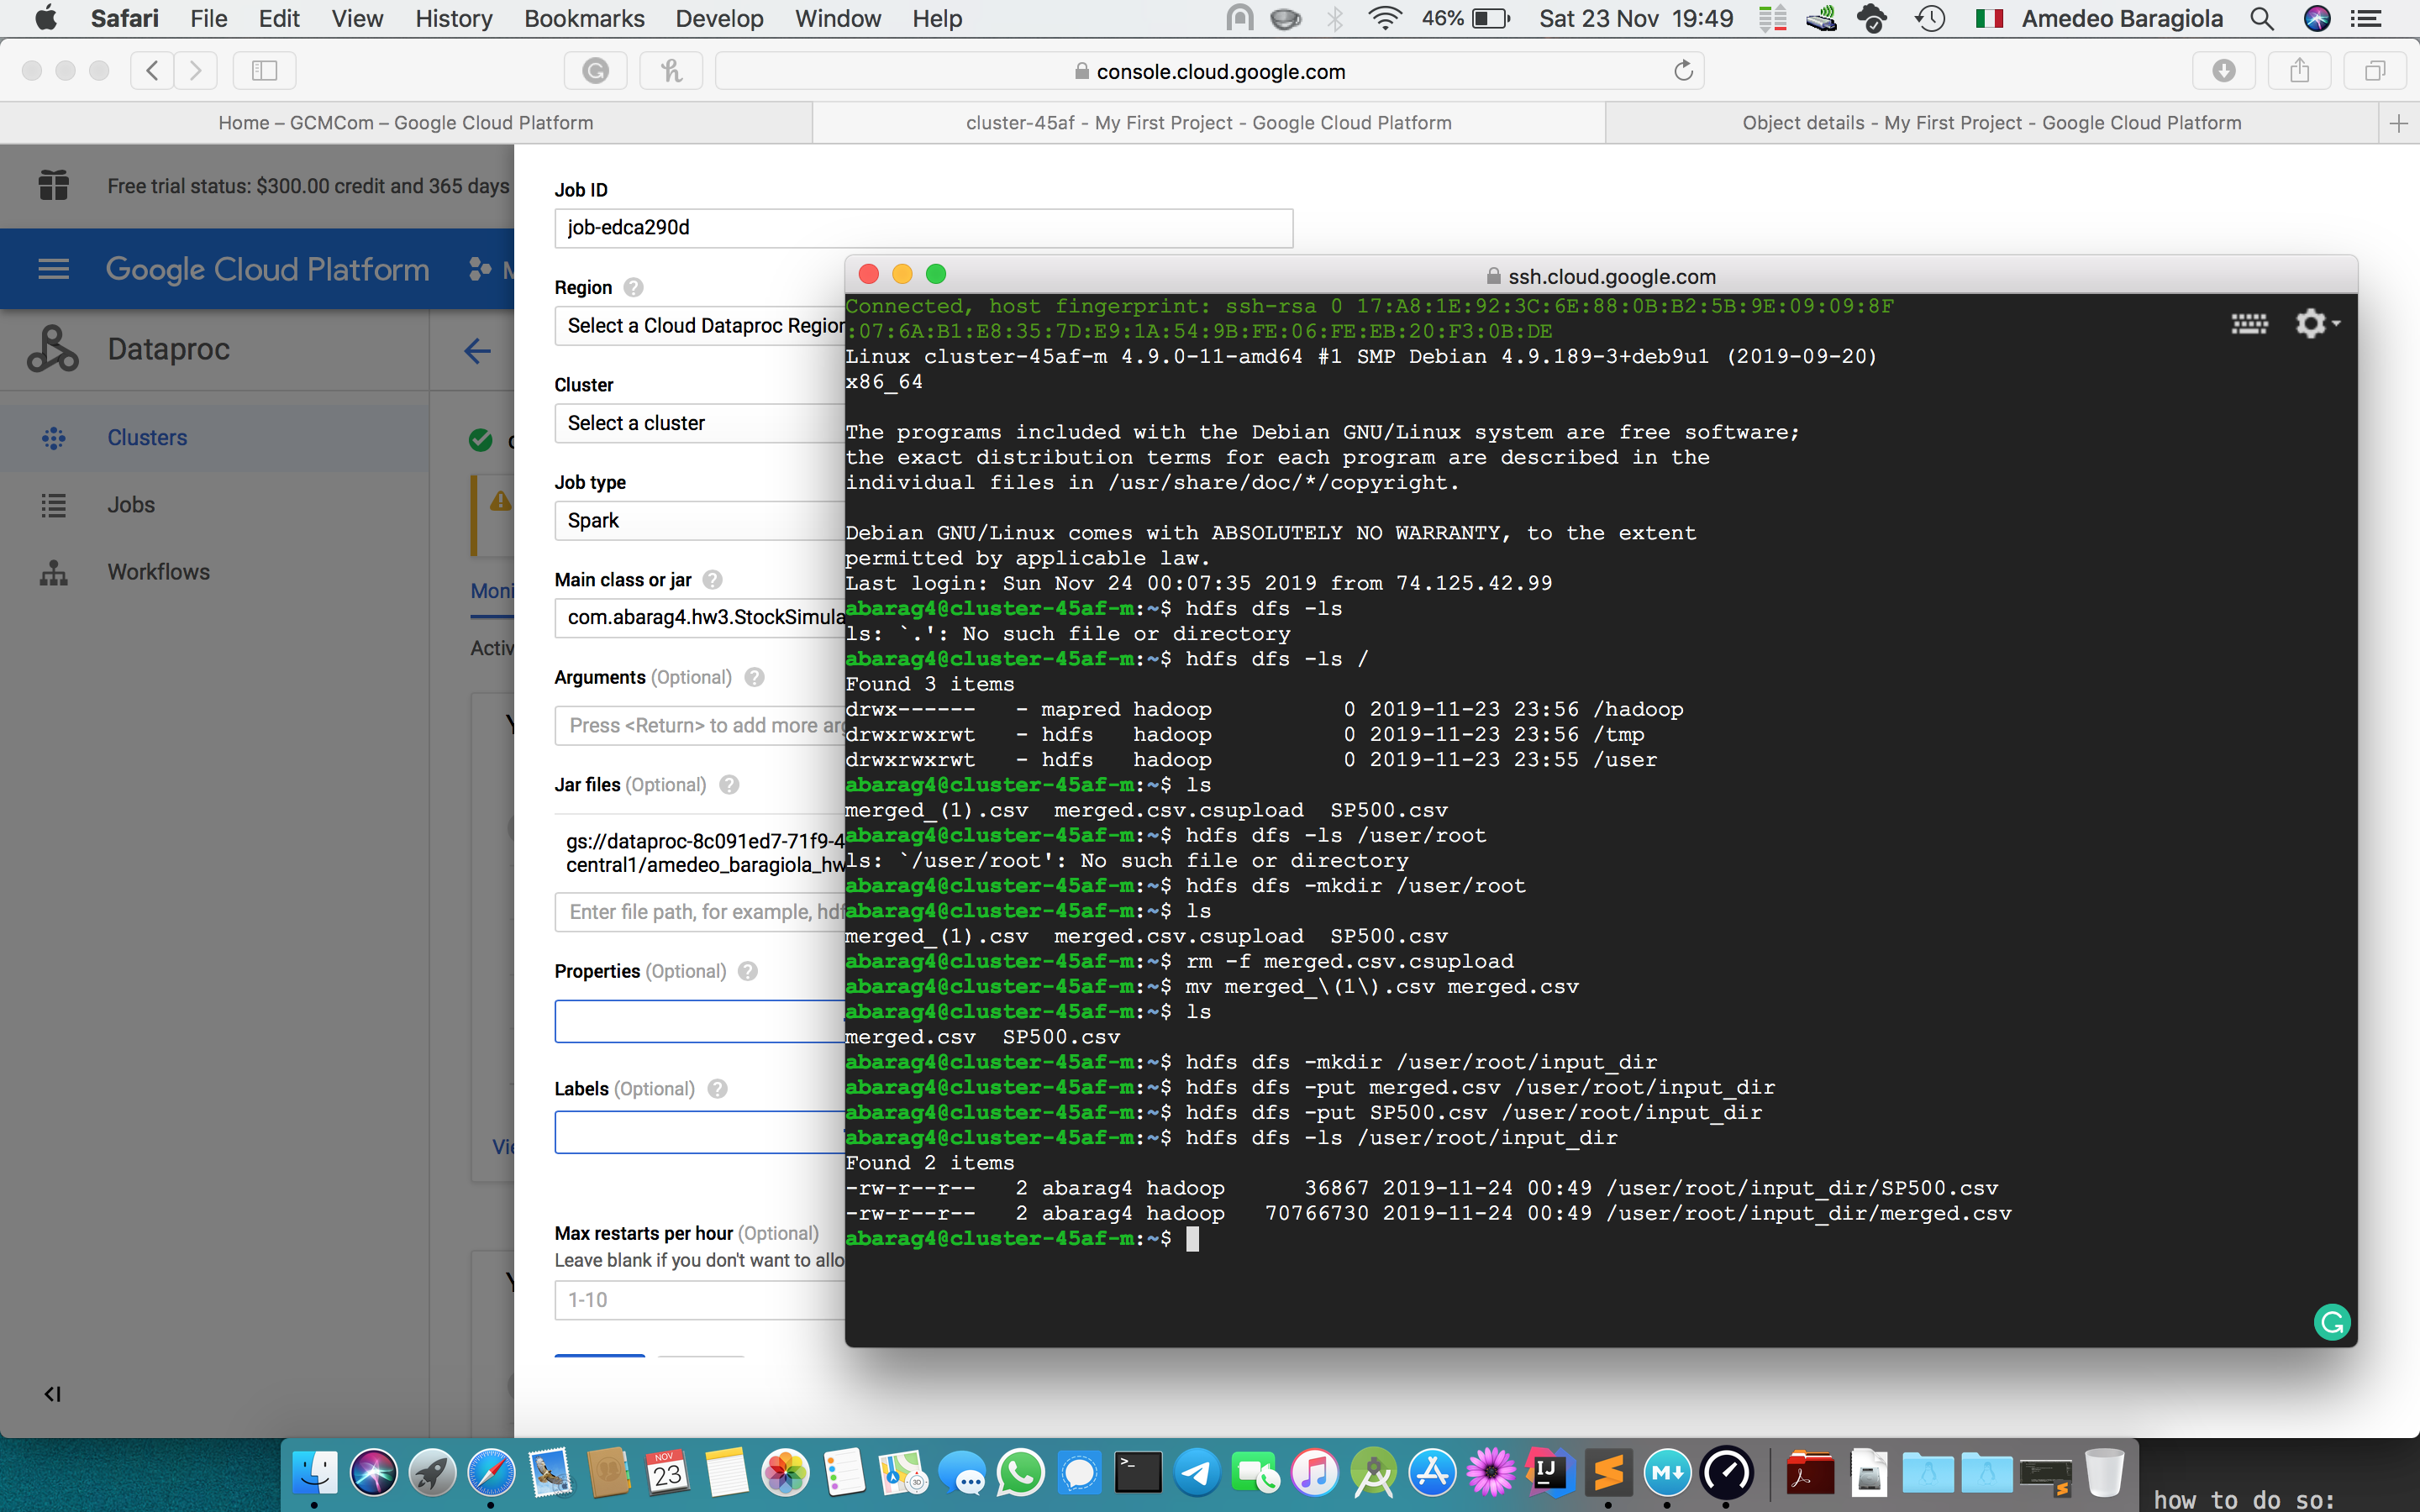 Safari File Edit View History Bookmarks Develop Window Help 46% Sat 23 Nov 19:49 Amedeo Baragiola
console.cloud.google.com
Home – GCMCom – Google Cloud Platform
cluster-45af - My First Project - Google Cloud Platform
Object details - My First Project - Google Cloud Platform
Free trial status: $300.00 credit and 365 days
Google Cloud Platform
Dataproc
Clusters
Jobs
Workflows
Moni
Activ
Job ID
job-edca290d
Region
Select a Cloud Dataproc Region
Cluster
Select a cluster
Job type
Spark
Main class or jar
com.abarag4.hw3.StockSimula
Arguments (Optional)
Press <Return> to add more arg
Jar files (Optional)
gs://dataproc-8c091ed7-71f9-4
central1/amedeo_baragiola_hw
Enter file path, for example, hdf
Properties (Optional)
Labels (Optional)
Max restarts per hour (Optional)
Leave blank if you don't want to allo
1-10
ssh.cloud.google.com
Connected, host fingerprint: ssh-rsa 0 17:A8:1E:92:3C:6E:88:0B:B2:5B:9E:09:09:8F
:07:6A:B1:E8:35:7D:E9:1A:54:9B:FE:06:FE:EB:20:F3:0B:DE
Linux cluster-45af-m 4.9.0-11-amd64 #1 SMP Debian 4.9.189-3+deb9u1 (2019-09-20)
x86_64
The programs included with the Debian GNU/Linux system are free software;
the exact distribution terms for each program are described in the
individual files in /usr/share/doc/*/copyright.
Debian GNU/Linux comes with ABSOLUTELY NO WARRANTY, to the extent
permitted by applicable law.
Last login: Sun Nov 24 00:07:35 2019 from 74.125.42.99
abarag4@cluster-45af-m:~$ hdfs dfs -ls
ls: `.': No such file or directory
abarag4@cluster-45af-m:~$ hdfs dfs -ls /
Found 3 items
drwx------   - mapred hadoop          0 2019-11-23 23:56 /hadoop
drwxrwxrwt   - hdfs   hadoop          0 2019-11-23 23:56 /tmp
drwxrwxrwt   - hdfs   hadoop          0 2019-11-23 23:55 /user
abarag4@cluster-45af-m:~$ ls
merged_(1).csv  merged.csv.csupload  SP500.csv
abarag4@cluster-45af-m:~$ hdfs dfs -ls /user/root
ls: `/user/root': No such file or directory
abarag4@cluster-45af-m:~$ hdfs dfs -mkdir /user/root
abarag4@cluster-45af-m:~$ ls
merged_(1).csv  merged.csv.csupload  SP500.csv
abarag4@cluster-45af-m:~$ rm -f merged.csv.csupload
abarag4@cluster-45af-m:~$ mv merged_\(1\).csv merged.csv
abarag4@cluster-45af-m:~$ ls
merged.csv  SP500.csv
abarag4@cluster-45af-m:~$ hdfs dfs -mkdir /user/root/input_dir
abarag4@cluster-45af-m:~$ hdfs dfs -put merged.csv /user/root/input_dir
abarag4@cluster-45af-m:~$ hdfs dfs -put SP500.csv /user/root/input_dir
abarag4@cluster-45af-m:~$ hdfs dfs -ls /user/root/input_dir
Found 2 items
-rw-r--r--   2 abarag4 hadoop      36867 2019-11-24 00:49 /user/root/input_dir/SP500.csv
-rw-r--r--   2 abarag4 hadoop   70766730 2019-11-24 00:49 /user/root/input_dir/merged.csv
abarag4@cluster-45af-m:~$
NOV
23
how to do so: